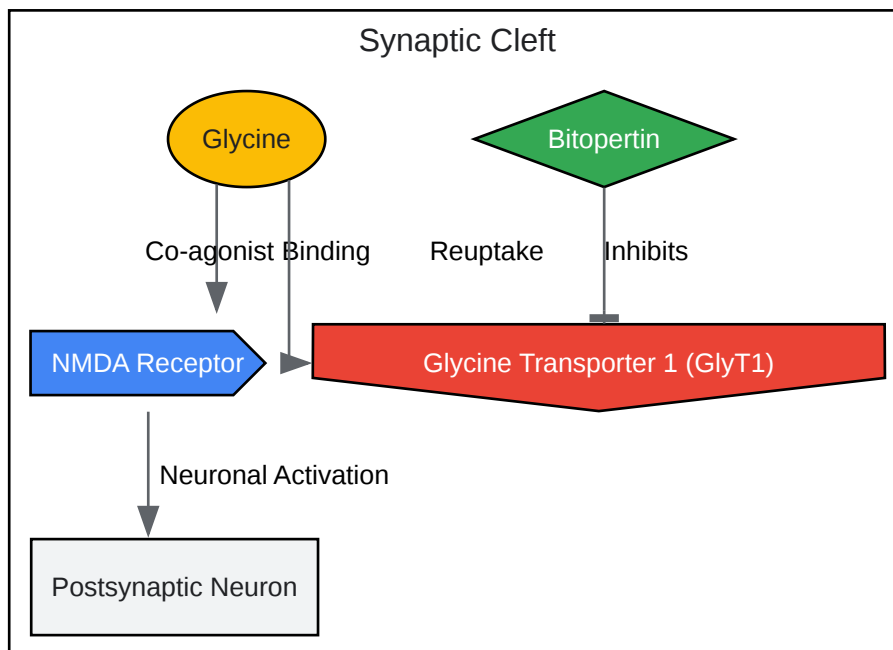 Synaptic Cleft
Glycine
Bitopertin
Co-agonist Binding
Reuptake
Inhibits
NMDA Receptor
Glycine Transporter 1 (GlyT1)
Neuronal Activation
Postsynaptic Neuron